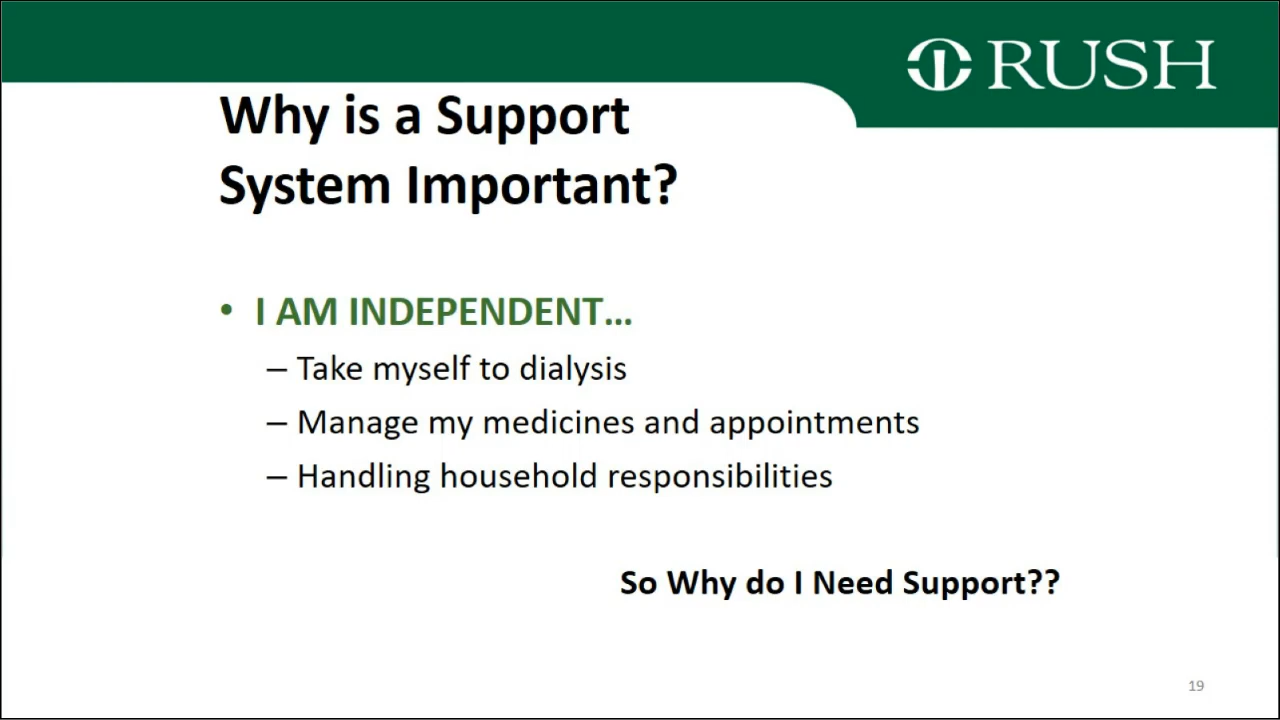 RUSH
Why is a Support
System Important?
• I AM INDEPENDENT...
– Take myself to dialysis
– Manage my medicines and appointments
– Handling household responsibilities
So Why do I Need Support??
19